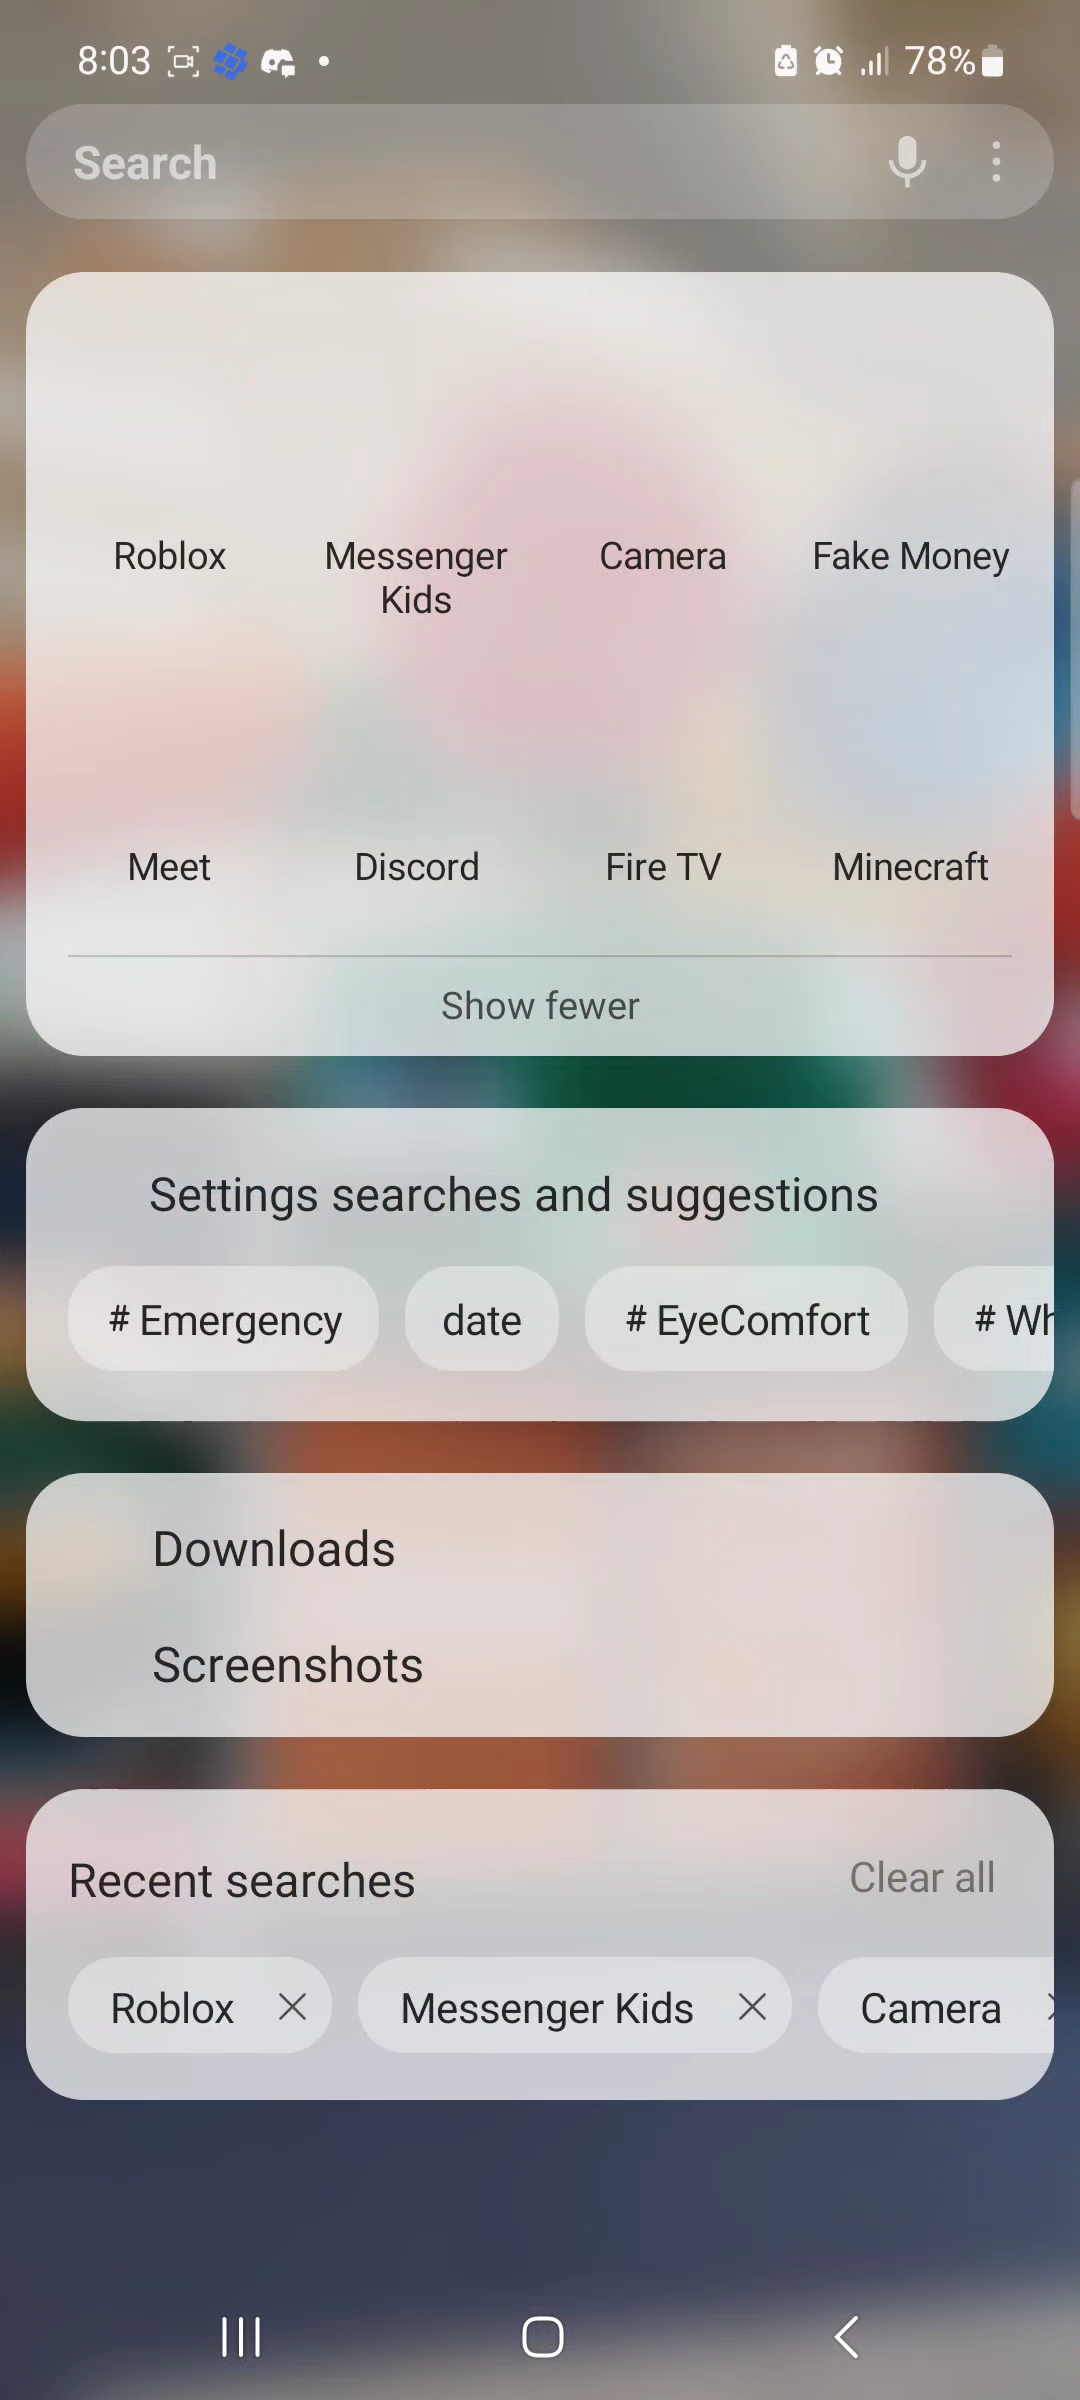 8:03 78%
Search
Roblox Messenger Kids Camera Fake Money
Meet Discord Fire TV Minecraft
Show fewer
Settings searches and suggestions
# Emergency date # EyeComfort # Wh
Downloads
Screenshots
Recent searches Clear all
Roblox Messenger Kids Camera